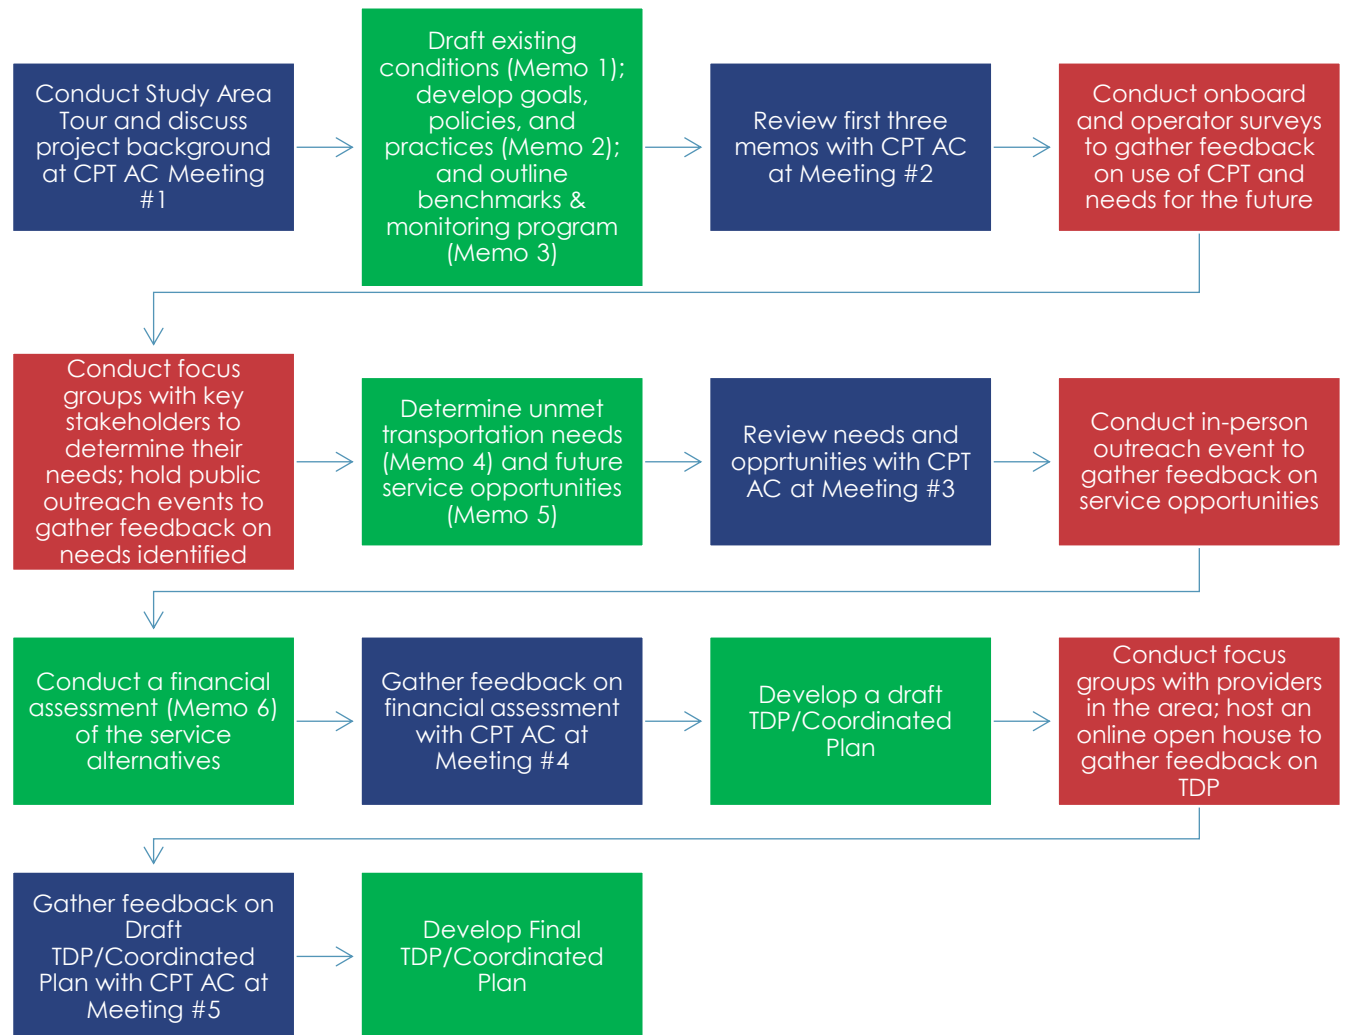 Conduct Study Area
Tour and discuss
project background
at CPT AC Meeting
#1
Draft existing
conditions (Memo 1);
develop goals,
policies, and
practices (Memo 2);
and outline
benchmarks &
monitoring program
(Memo 3)
Review first three
memos with CPT AC
at Meeting #2
Conduct onboard
and operator surveys
to gather feedback
on use of CPT and
needs for the future
Conduct focus
groups with key
stakeholders to
determine their
needs; hold public
outreach events to
gather feedback on
needs identified
Determine unmet
transportation needs
(Memo 4) and future
service opportunities
(Memo 5)
Review needs and
opprtunities with CPT
AC at Meeting #3
Conduct in-person
outreach event to
gather feedback on
service opportunities
Conduct a financial
assessment (Memo 6)
of the service
alternatives
Gather feedback on
financial assessment
with CPT AC at
Meeting #4
Develop a draft
TDP/Coordinated
Plan
Conduct focus
groups with providers
in the area; host an
online open house to
gather feedback on
TDP
Gather feedback on
Draft
TDP/Coordinated
Plan with CPT AC at
Meeting #5
Develop Final
TDP/Coordinated
Plan